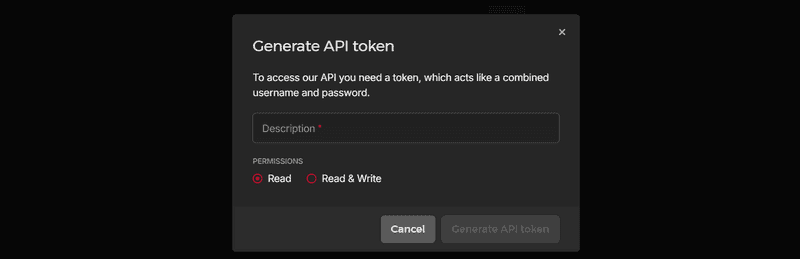 Generate API token
To access our API you need a token, which acts like a combined
username and password.
Description *
PERMISSIONS
Read
Read & Write
Cancel
Generate API token